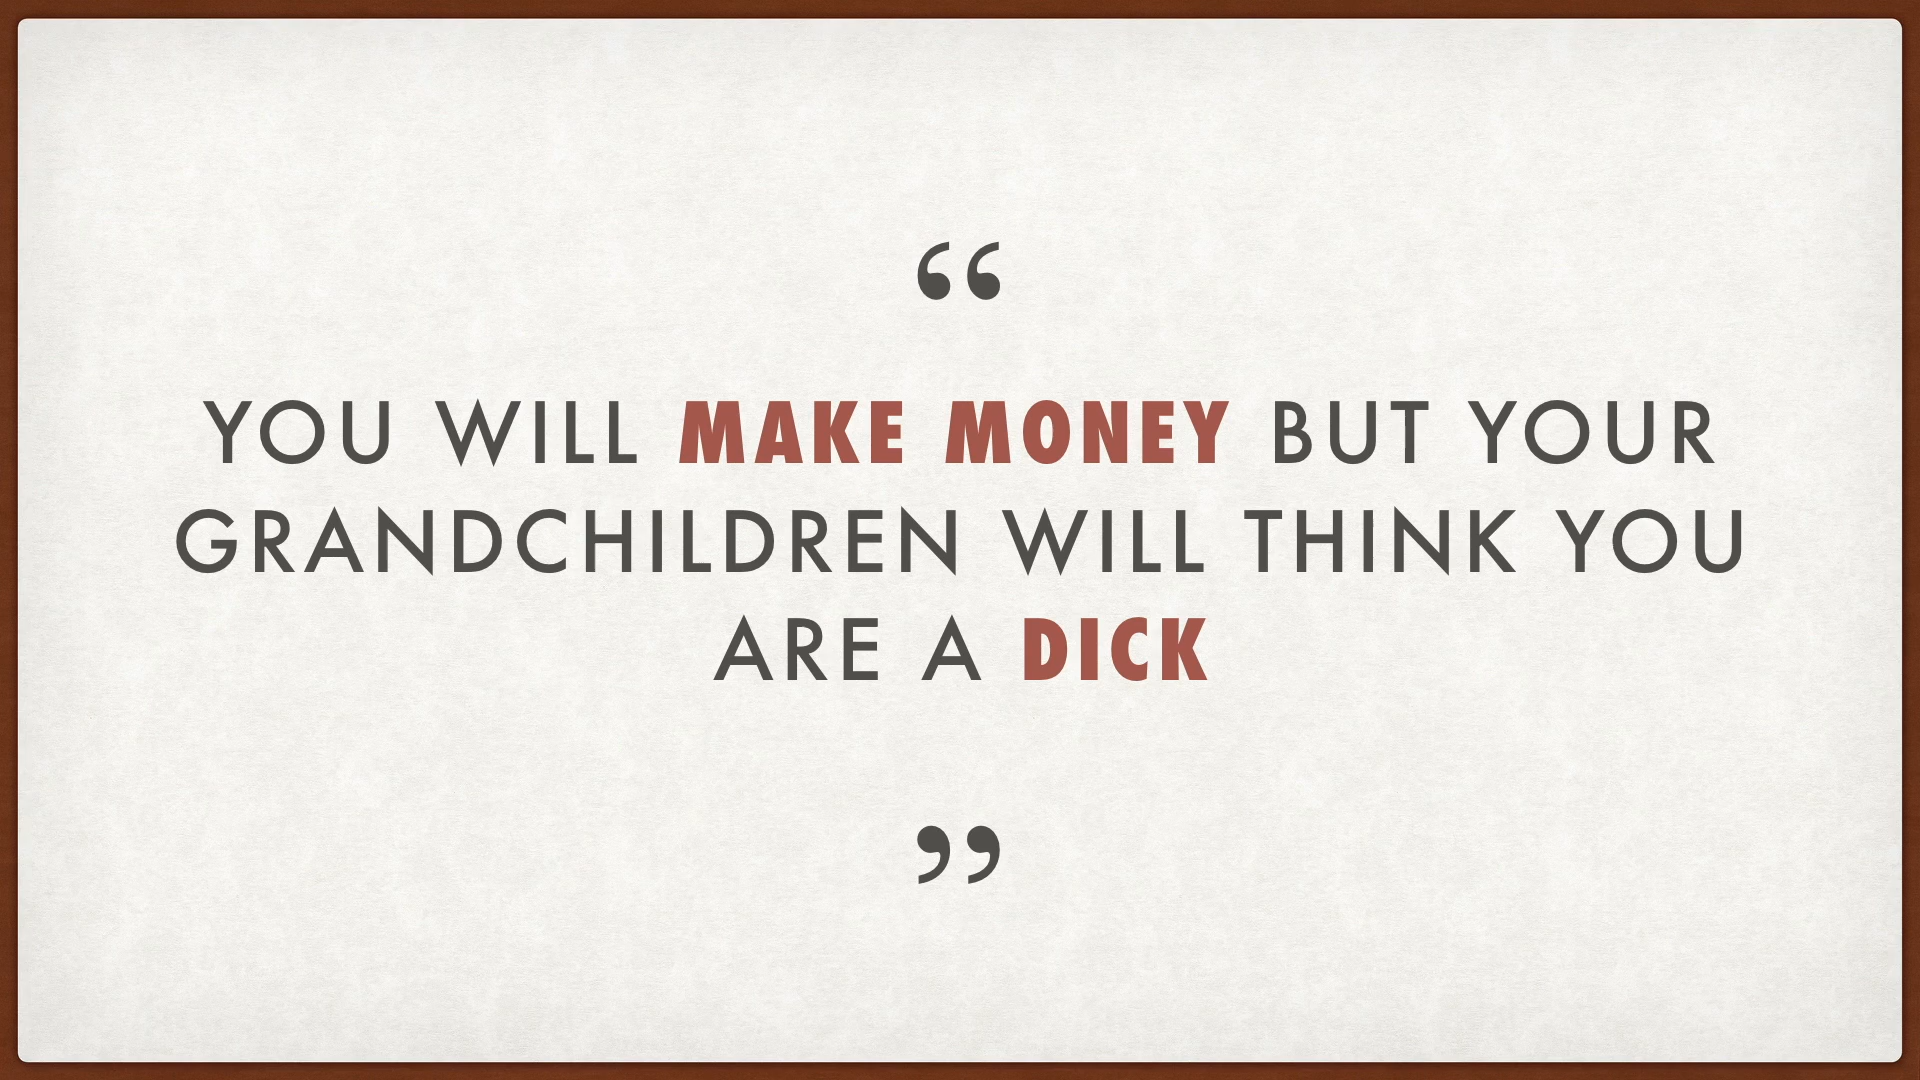 “
YOU WILL MAKE MONEY BUT YOUR
GRANDCHILDREN WILL THINK YOU
ARE A DICK
”